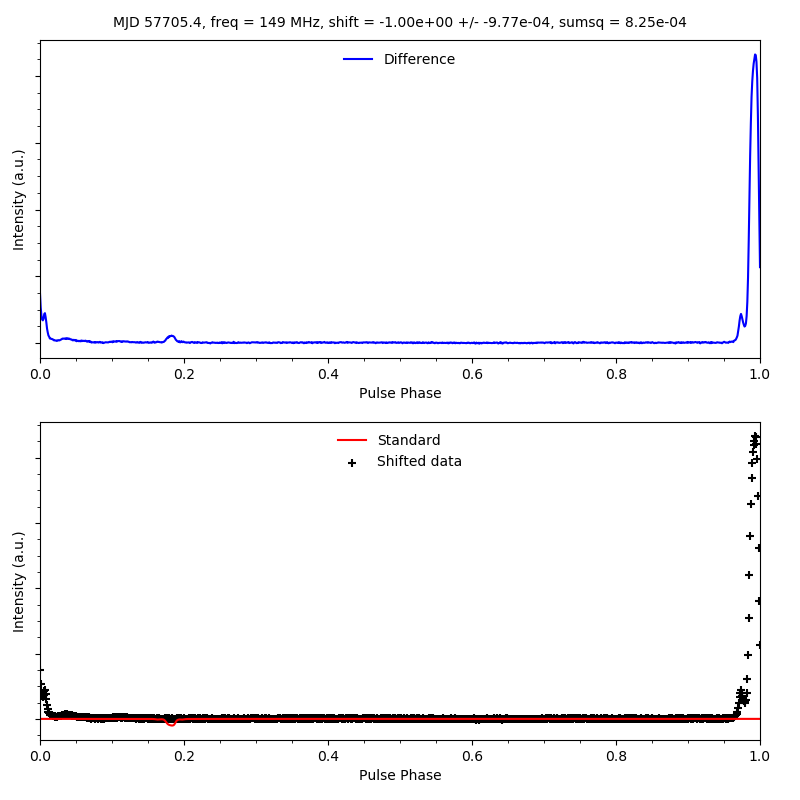 MJD 57705.4, freq = 149 MHz, shift = -1.00e+00 +/- -9.77e-04, sumsq = 8.25e-04
Difference
Intensity (a.u.)
0.0 0.2 0.4 0.6 0.8 1.0
Pulse Phase
Standard
Shifted data
Intensity (a.u.)
0.0 0.2 0.4 0.6 0.8 1.0
Pulse Phase